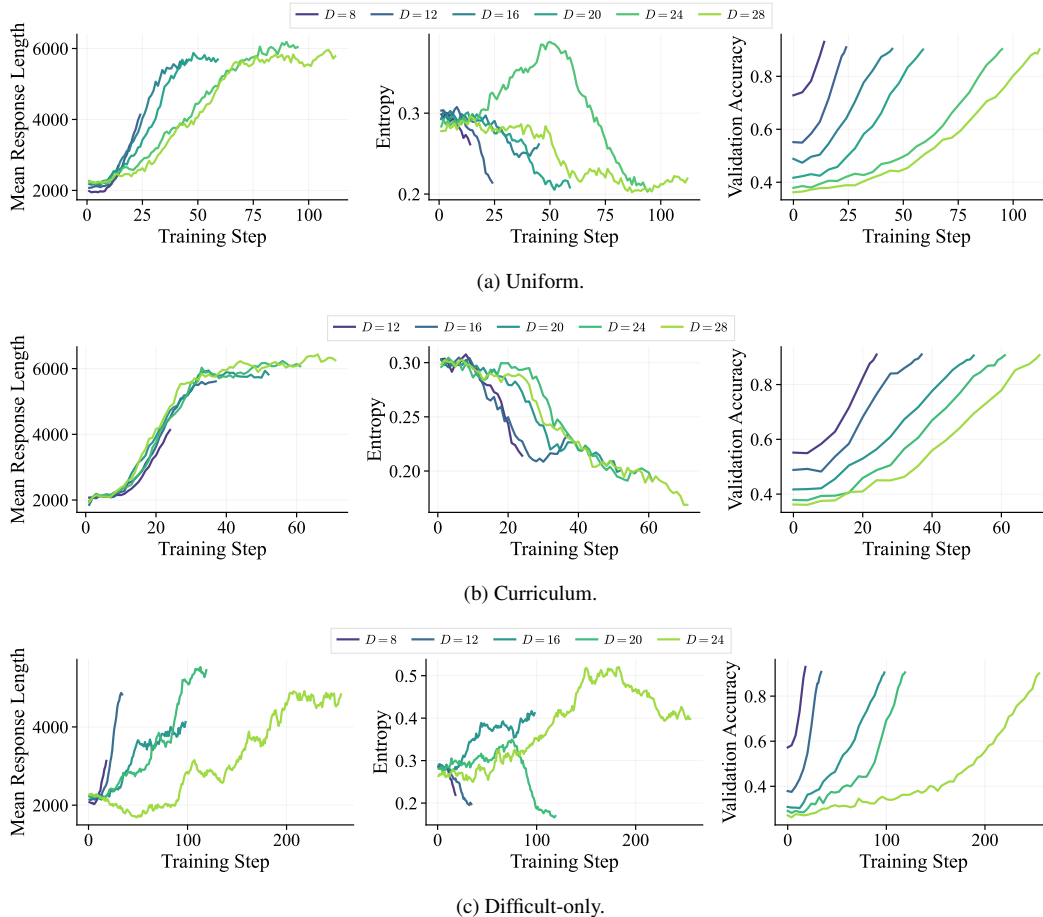 D = 8 D = 12 D = 16 D = 20 D = 24 D = 28
Mean Response Length
6000
4000
2000
0 25 50 75 100
Training Step
Entropy
0.3
0.2
0 25 50 75 100
Training Step
Validation Accuracy
0.8
0.6
0.4
0 25 50 75 100
Training Step
(a) Uniform.
D = 12 D = 16 D = 20 D = 24 D = 28
Mean Response Length
6000
4000
2000
0 20 40 60
Training Step
Entropy
0.30
0.25
0.20
0 20 40 60
Training Step
Validation Accuracy
0.8
0.6
0.4
0 20 40 60
Training Step
(b) Curriculum.
D = 8 D = 12 D = 16 D = 20 D = 24
Mean Response Length
4000
2000
0 100 200
Training Step
Entropy
0.5
0.4
0.3
0.2
0 100 200
Training Step
Validation Accuracy
0.8
0.6
0.4
0 100 200
Training Step
(c) Difficult-only.